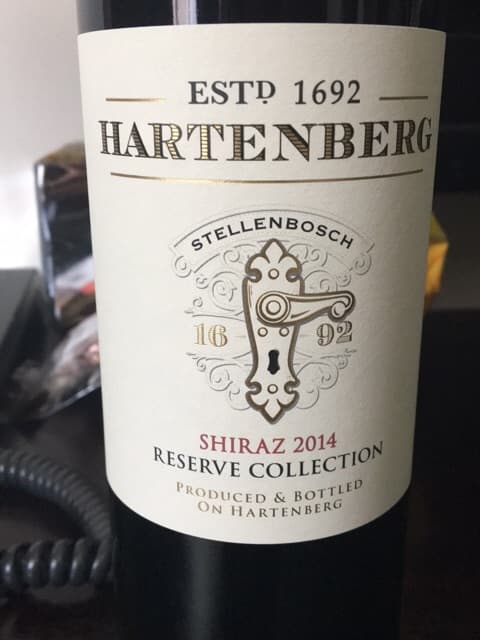 ESTD 1692
HARTENBERG
STELLENBOSCH
16 92
SHIRAZ 2014
RESERVE COLLECTION
PRODUCED & BOTTLED
ON HARTENBERG